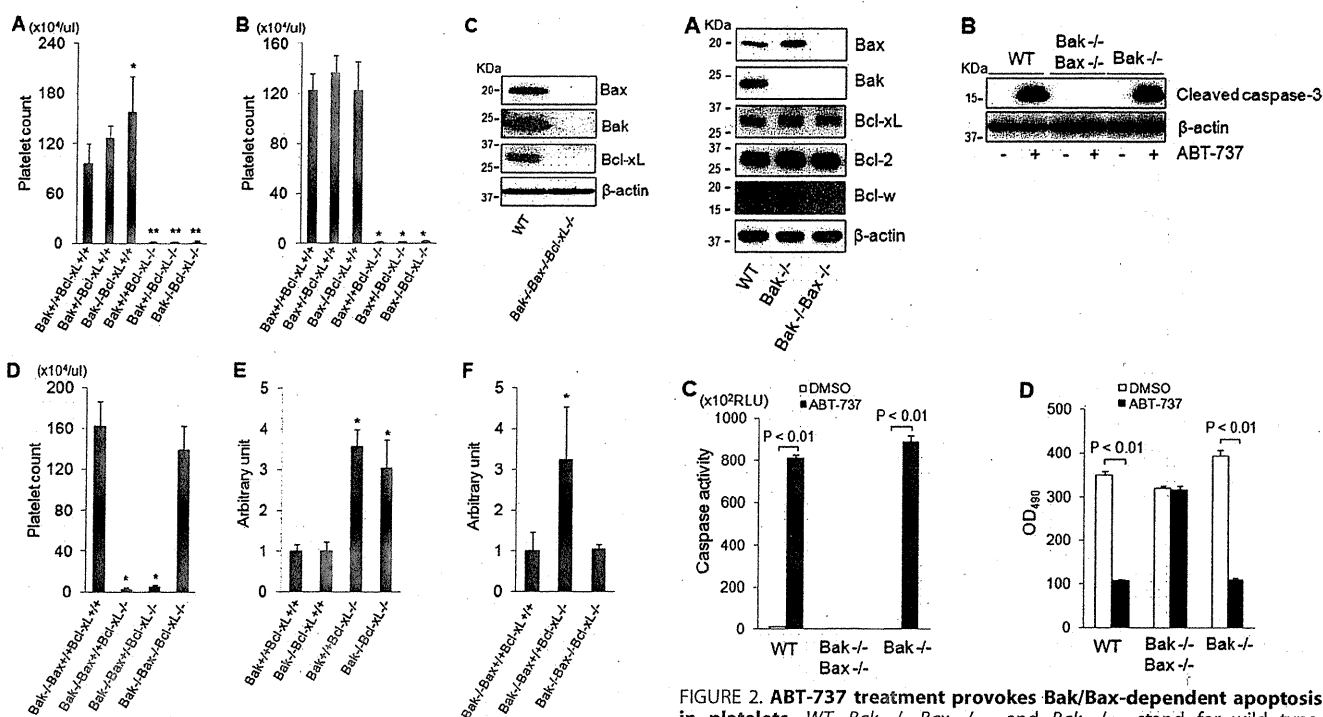 A
(x10⁴/ul)
Platelet count
240
180
120
60
0
*
** ** **
Bak+/+Bcl-xL+/+
Bak+/-Bcl-xL+/+
Bak-/-Bcl-xL+/+
Bak+/+Bcl-xL-/-
Bak+/-Bcl-xL-/-
Bak-/-Bcl-xL-/-
B
(x10⁴/ul)
Platelet count
160
120
80
40
0
* * *
Bax+/+Bcl-xL+/+
Bax+/-Bcl-xL+/+
Bax-/-Bcl-xL+/+
Bax+/+Bcl-xL-/-
Bax+/-Bcl-xL-/-
Bax-/-Bcl-xL-/-
C
KDa
20- Bax
25- Bak
37-
25- Bcl-xL
37- β-actin
WT
Bak-/-Bax-/-Bcl-xL-/-
D
(x10⁴/ul)
Platelet count
200
160
120
80
40
0
* *
Bak-/-Bax+/+Bcl-xL+/+
Bak-/-Bax+/+Bcl-xL-/-
Bak-/-Bax+/-Bcl-xL-/-
Bak-/-Bax-/-Bcl-xL-/-
E
Arbitrary unit
5
4
3
2
1
0
* *
Bak+/+Bcl-xL+/+
Bak-/-Bcl-xL+/+
Bak+/+Bcl-xL-/-
Bak-/-Bcl-xL-/-
F
Arbitrary unit
5
4
3
2
1
0
*
Bak-/-Bax+/+Bcl-xL+/+
Bak-/-Bax+/+Bcl-xL-/-
Bak-/-Bax-/-Bcl-xL-/-
A
KDa
20- Bax
25- Bak
37-
25- Bcl-xL
37-
25- Bcl-2
20-
15- Bcl-w
37- β-actin
WT
Bak-/-
Bak-/-Bax-/-
B
WT Bak-/- Bax-/- Bak-/-
KDa
15- Cleaved caspase-3
37- β-actin
- + - + - + ABT-737
C
(x10²RLU)
□DMSO
■ABT-737
Caspase activity
1000
800
600
400
200
0
P < 0.01
P < 0.01
WT
Bak-/-
Bax-/-
Bak-/-
D
□DMSO
■ABT-737
OD490
500
400
300
200
100
0
P < 0.01
P < 0.01
WT
Bak-/-
Bax-/-
Bak-/-
FIGURE 2. ABT-737 treatment provokes Bak/Bax-dependent apoptosis